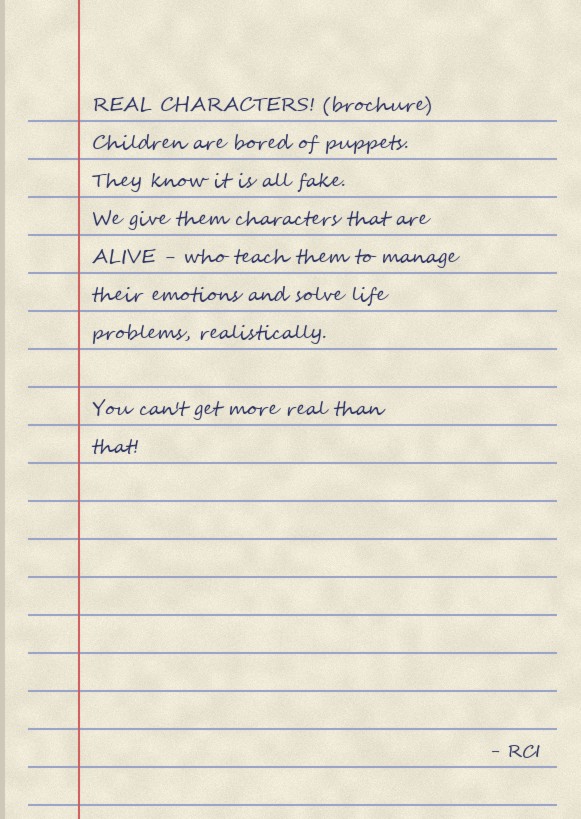 REAL CHARACTERS! (brochure)
Children are bored of puppets.
They know it is all fake.
We give them characters that are
ALIVE - who teach them to manage
their emotions and solve life
problems, realistically.
You can't get more real than
that!
- RCI